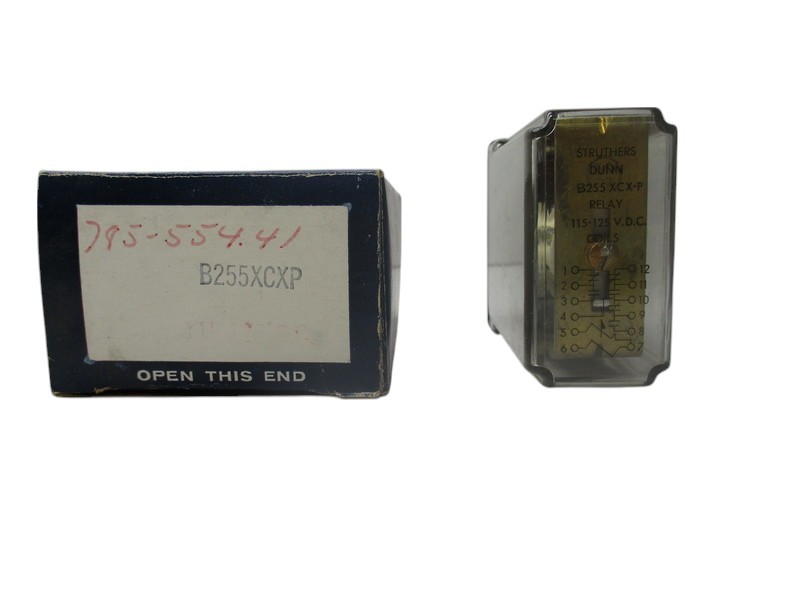 795-554.41
B255XCXP
OPEN THIS END
STRUTHERS
DUNN
B255 XCX-P
RELAY
115-125 V.D.C.
1 12
2 11
3 10
4 9
5 8
6 7